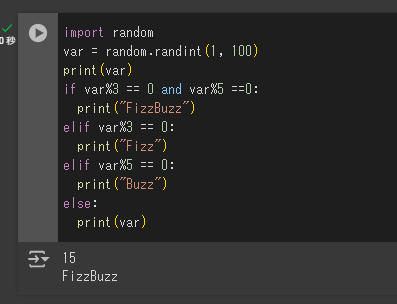 0 秒
import random
var = random.randint(1, 100)
print(var)
if var%3 == 0 and var%5 ==0:
  print("FizzBuzz")
elif var%3 == 0:
  print("Fizz")
elif var%5 == 0:
  print("Buzz")
else:
  print(var)
15
FizzBuzz